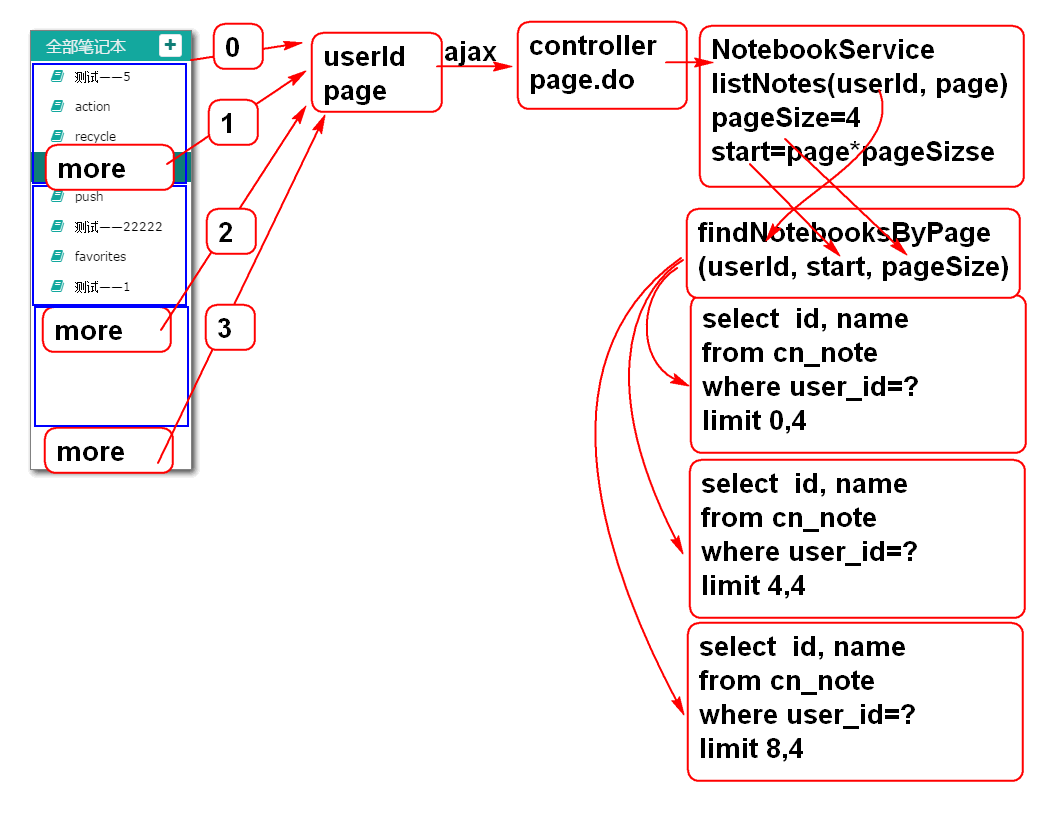 全部笔记本
+
测试——5
action
recycle
more
push
测试——22222
favorites
测试——1
more
more
0
1
2
3
userId
page
ajax
controller
page.do
NotebookService
listNotes(userId, page)
pageSize=4
start=page*pageSizse
findNotebooksByPage
(userId, start, pageSize)
select  id, name
from cn_note
where user_id=?
limit 0,4
select  id, name
from cn_note
where user_id=?
limit 4,4
select  id, name
from cn_note
where user_id=?
limit 8,4